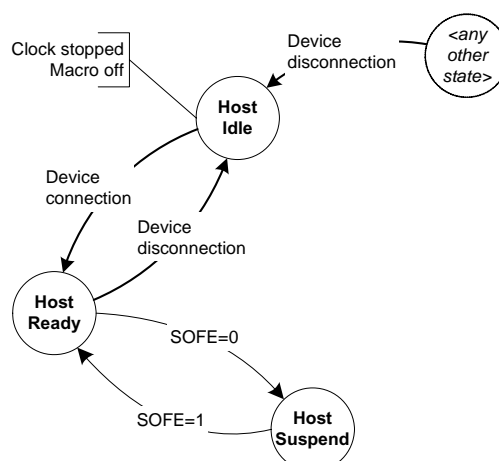 Clock stopped
Macro off
Device
disconnection
<any
other
state>
Host
Idle
Device
connection
Device
disconnection
Host
Ready
SOFE=0
SOFE=1
Host
Suspend